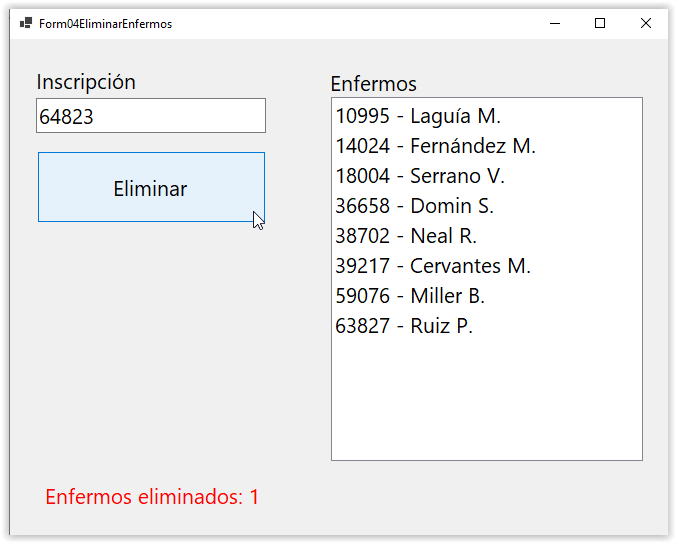 Form04EliminarEnfermos
Inscripción
64823
Eliminar
Enfermos
10995 - Laguía M.
14024 - Fernández M.
18004 - Serrano V.
36658 - Domin S.
38702 - Neal R.
39217 - Cervantes M.
59076 - Miller B.
63827 - Ruiz P.
Enfermos eliminados: 1